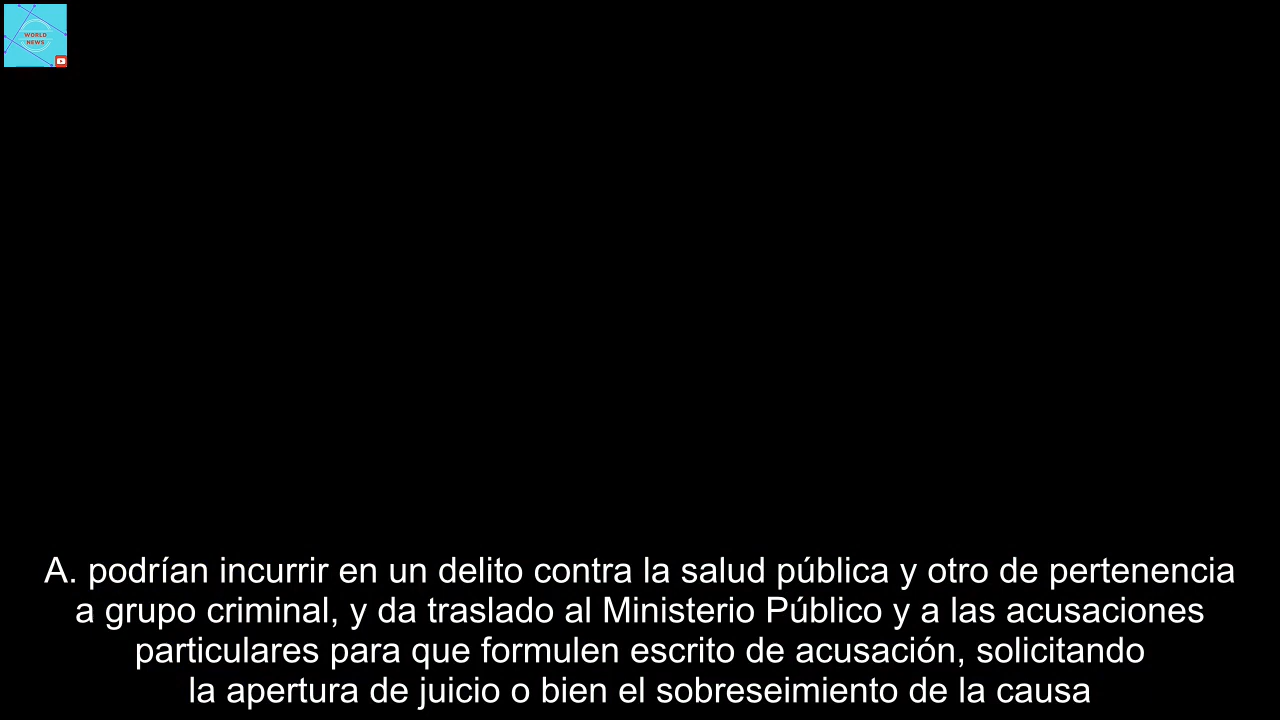 WORLD
NEWS
A. podrían incurrir en un delito contra la salud pública y otro de pertenencia
a grupo criminal, y da traslado al Ministerio Público y a las acusaciones
particulares para que formulen escrito de acusación, solicitando
la apertura de juicio o bien el sobreseimiento de la causa